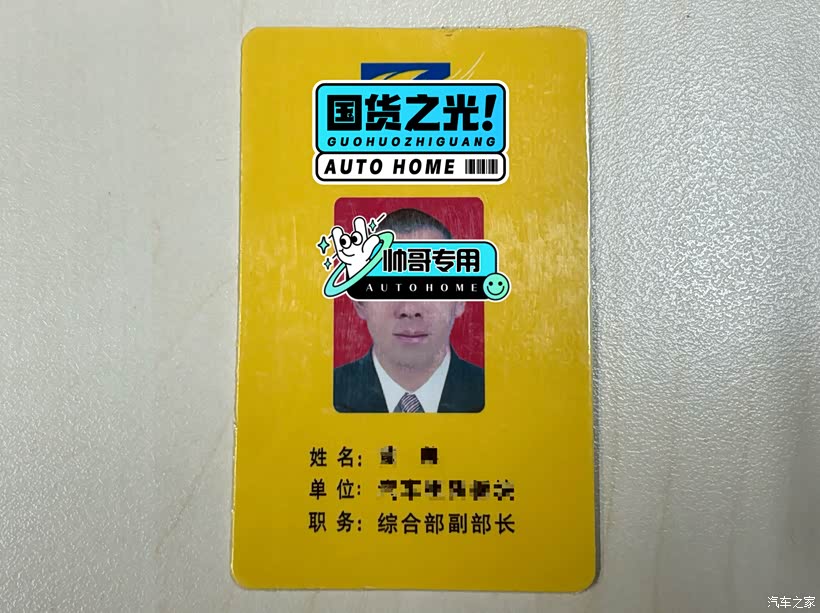 国货之光!
GUOHUOZHIGUANG
AUTO HOME
帅哥专用
AUTOHOME
姓 名:
单 位:
职 务: 综合部副部长
汽车之家